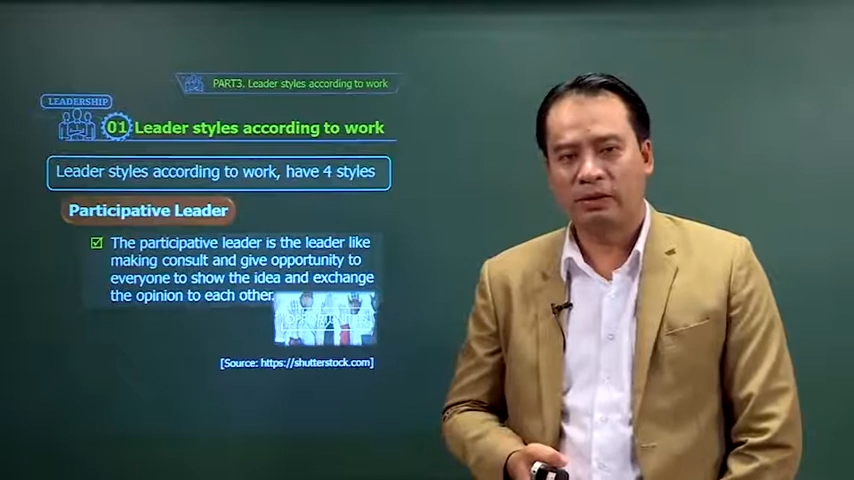 PART3. Leader styles according to work
LEADERSHIP
01 Leader styles according to work
Leader styles according to work, have 4 styles
Participative Leader
The participative leader is the leader like
making consult and give opportunity to
everyone to show the idea and exchange
the opinion to each other.
OPPORTUNITIES
[Source: https://shutterstock.com]